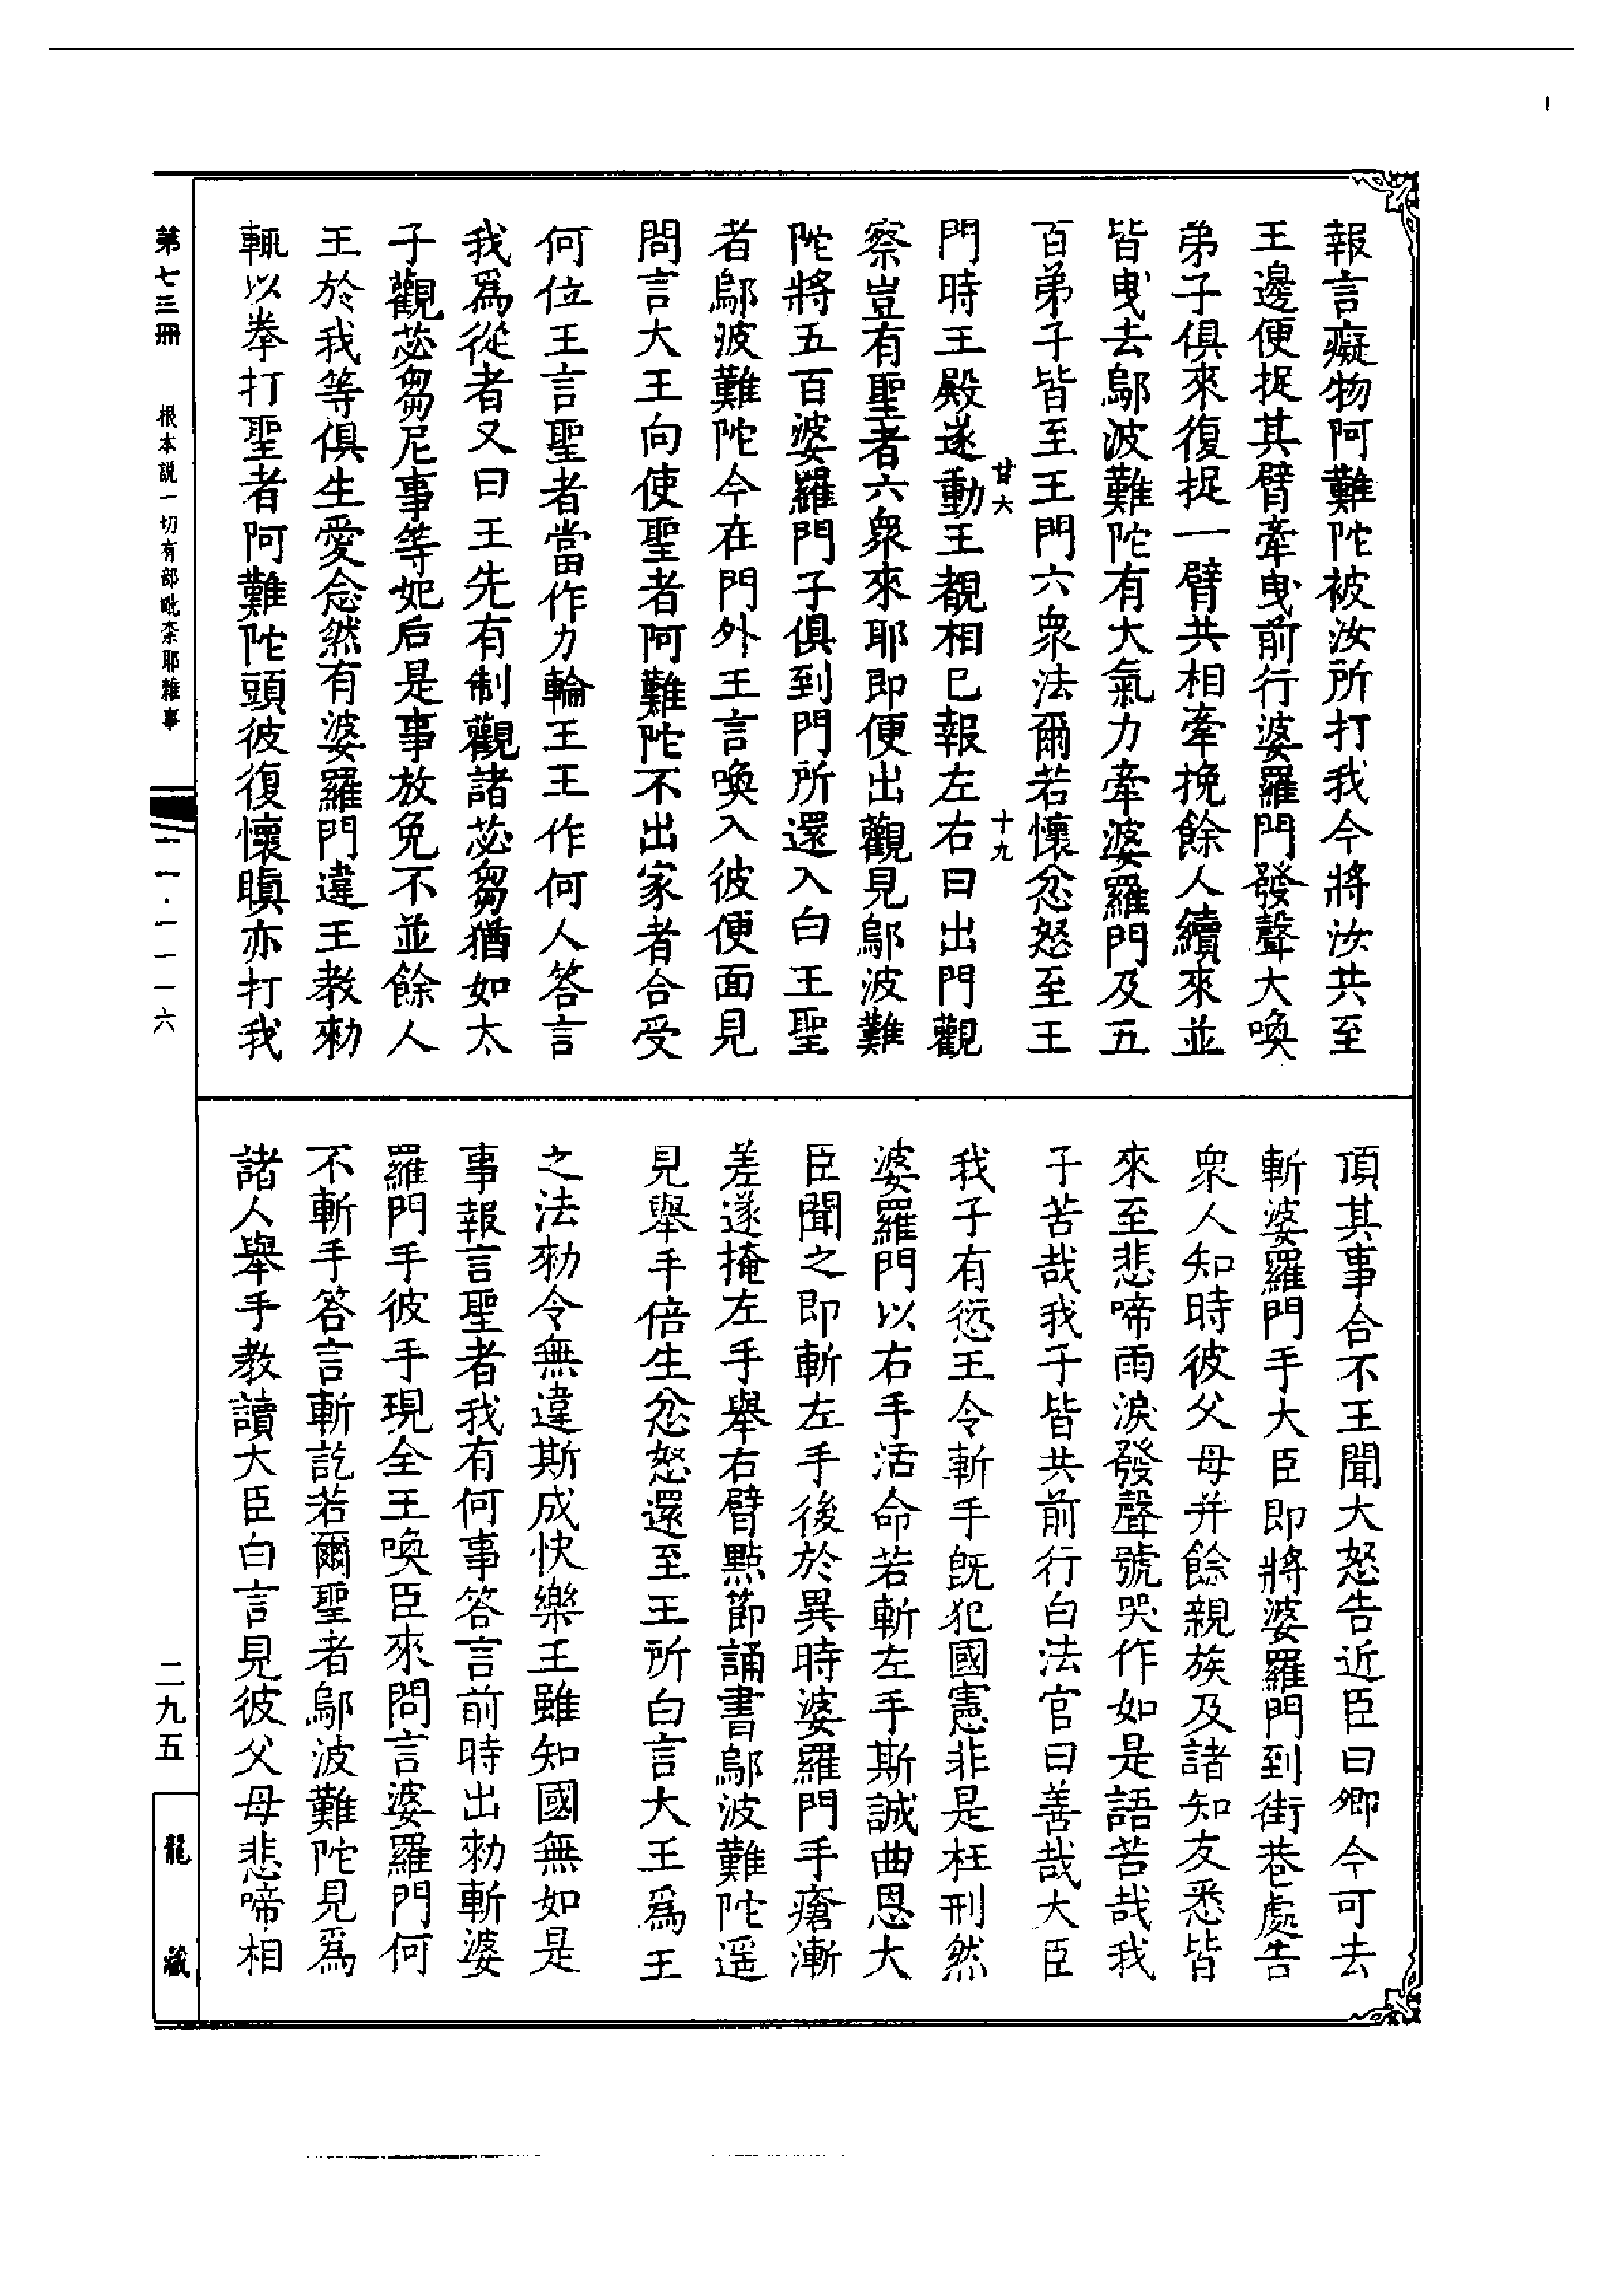 報言癡物阿難陀被汝所打我今將汝共至
王邊便捉其臂牽曳前行婆羅門發聲大喚
弟子俱來復捉一臂共相牽挽餘人續來並
皆曳去鄔波難陀有大氣力牽婆羅門及五
百弟子皆至王門六衆法爾若懷忿怒至王
甘六 十九
門時王殿遂動王覩相已報左右曰出門觀
察豈有聖者六衆來耶即便出觀見鄔波難
陀將五百婆羅門子俱到門所還入白王聖
者鄔波難陀今在門外王言喚入彼便面見
問言大王向使聖者阿難陀不出家者合受
何位王言聖者當作力輪王王作何人答言
我爲從者又曰王先有制觀諸苾芻猶如太
子觀苾芻尼事等妃后是事放免不並餘人
王於我等俱生愛念然有婆羅門違王教勅
輒以拳打聖者阿難陀頭彼復懷瞋亦打我
頂其事合不王聞大怒告近臣曰卿今可去
斬婆羅門手大臣即將婆羅門到街巷處告
衆人知時彼父母并餘親族及諸知友悉皆
來至悲啼雨淚發聲號哭作如是語苦哉我
子苦哉我子皆共前行白法官曰善哉大臣
我子有愆王令斬手旣犯國憲非是枉刑然
婆羅門以右手活命若斬左手斯誠曲恩大
臣聞之即斬左手後於異時婆羅門手瘡漸
差遂掩左手舉右臂點節誦書鄔波難陀遥
見舉手倍生忿怒還至王所白言大王爲王
之法勅令無違斯成快樂王雖知國無如是
事報言聖者我有何事答言前時出勅斬婆
羅門手彼手現全王喚臣來問言婆羅門何
不斬手答言斬訖若爾聖者鄔波難陀見爲
諸人舉手教讀大臣白言見彼父母悲啼相
第七三册 根本説一切有部毗柰耶雜事 一一一·一一一六 二九五 龍藏